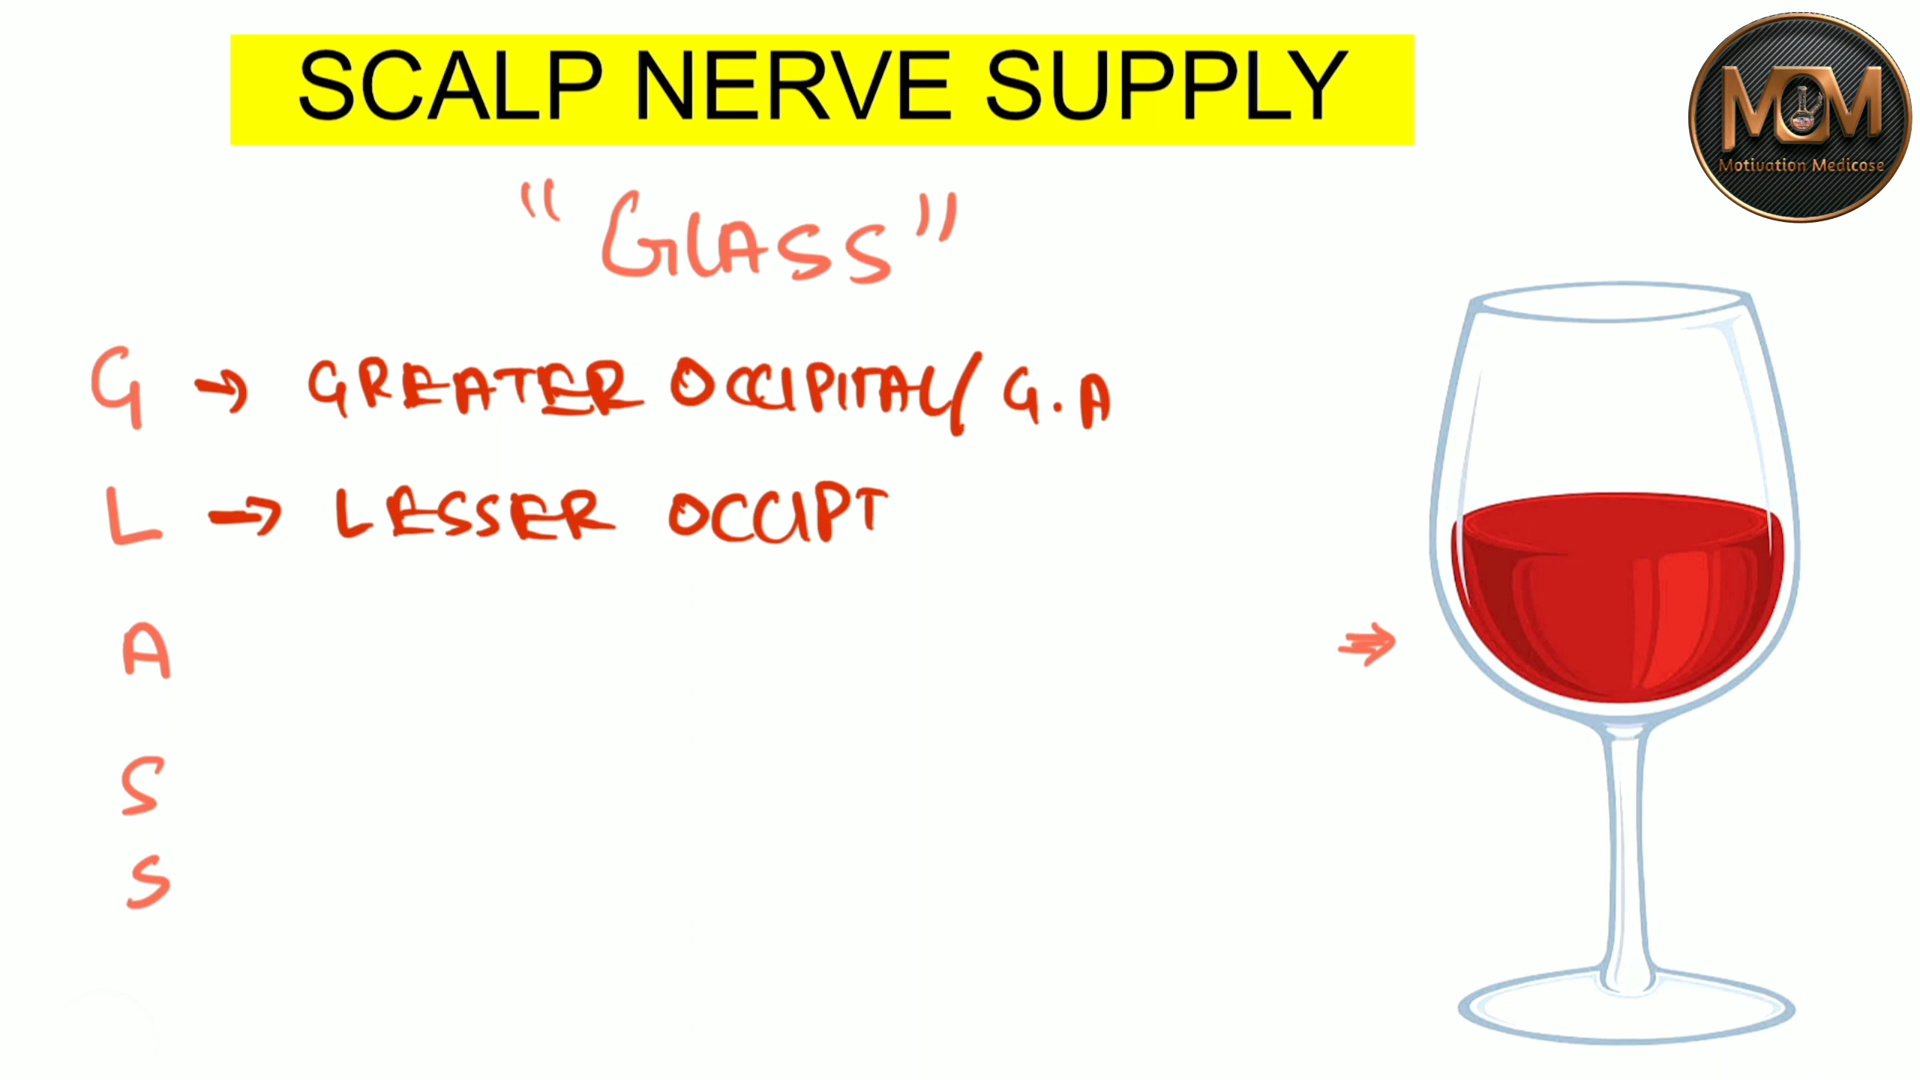 SCALP NERVE SUPPLY
MOM
Motivation Medicose
"GLASS"
G → GREATER OCCIPITAL/ G.A
L → LESSER OCCIPT
A
S
S